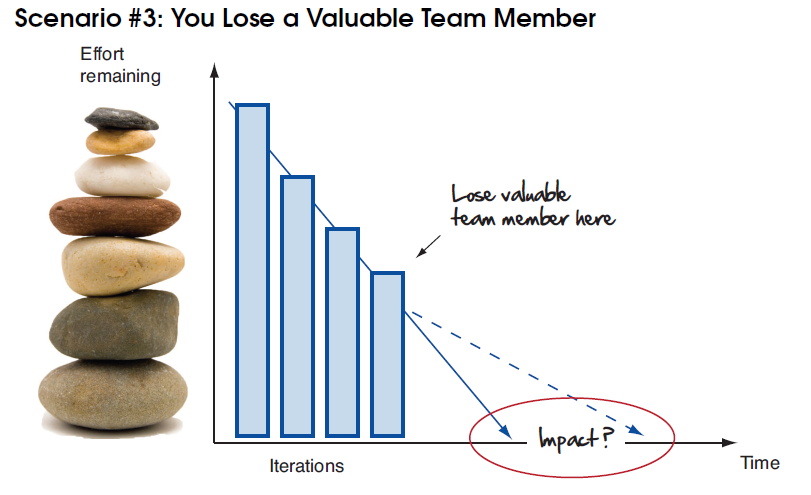 Scenario #3: You Lose a Valuable Team Member
Effort
remaining
Lose valuable
team member here
Impact?
Iterations
Time